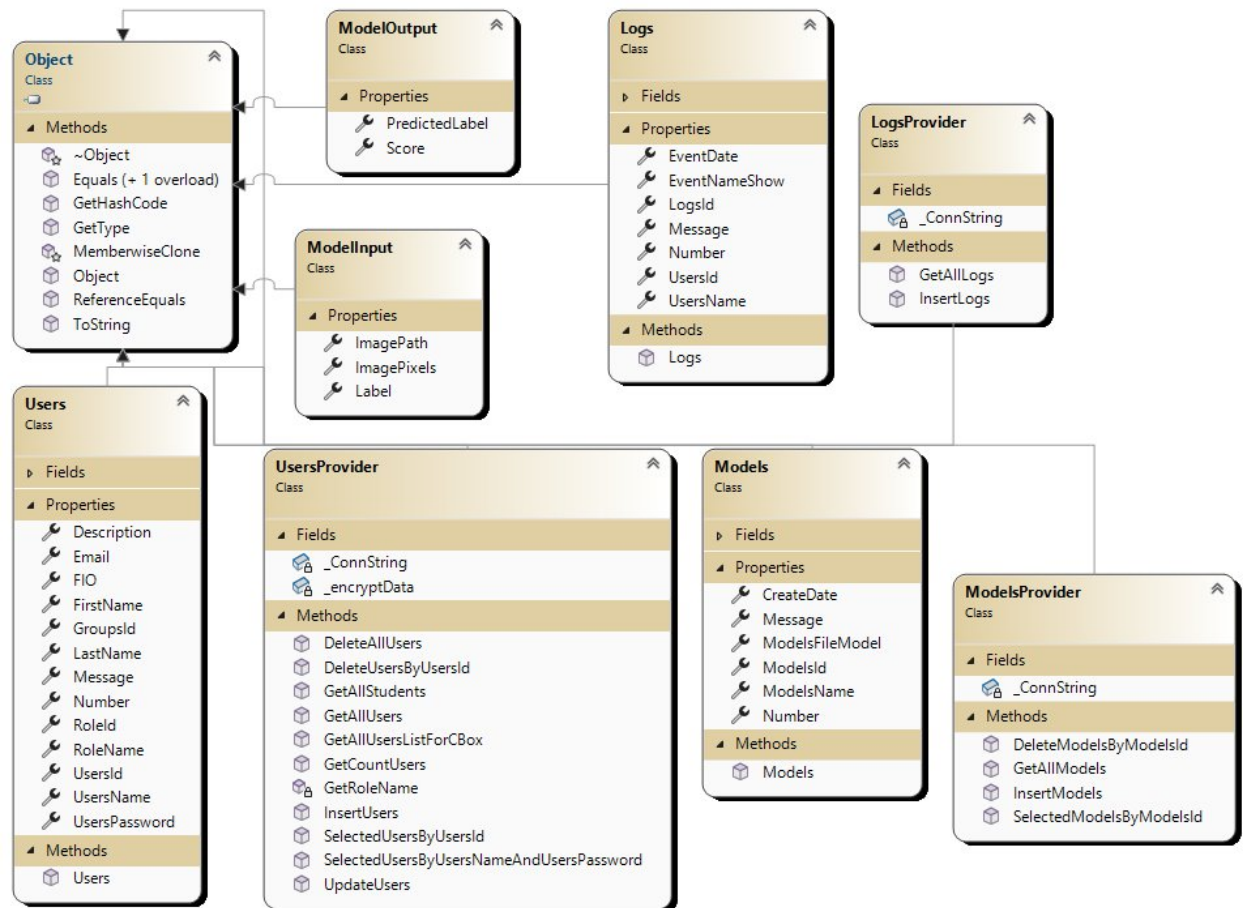 Object
Class
Methods
~Object
Equals (+ 1 overload)
GetHashCode
GetType
MemberwiseClone
Object
ReferenceEquals
ToString
ModelOutput
Class
Properties
PredictedLabel
Score
Logs
Class
Fields
Properties
EventDate
EventNameShow
LogsId
Message
Number
UsersId
UsersName
Methods
Logs
LogsProvider
Class
Fields
_ConnString
Methods
GetAllLogs
InsertLogs
ModelInput
Class
Properties
ImagePath
ImagePixels
Label
Users
Class
Fields
Properties
Description
Email
FIO
FirstName
GroupsId
LastName
Message
Number
RoleId
RoleName
UsersId
UsersName
UsersPassword
Methods
Users
UsersProvider
Class
Fields
_ConnString
_encryptData
Methods
DeleteAllUsers
DeleteUsersByUsersId
GetAllStudents
GetAllUsers
GetAllUsersListForCBox
GetCountUsers
GetRoleName
InsertUsers
SelectedUsersByUsersId
SelectedUsersByUsersNameAndUsersPassword
UpdateUsers
Models
Class
Fields
Properties
CreateDate
Message
ModelsFileModel
ModelsId
ModelsName
Number
Methods
Models
ModelsProvider
Class
Fields
_ConnString
Methods
DeleteModelsByModelsId
GetAllModels
InsertModels
SelectedModelsByModelsId